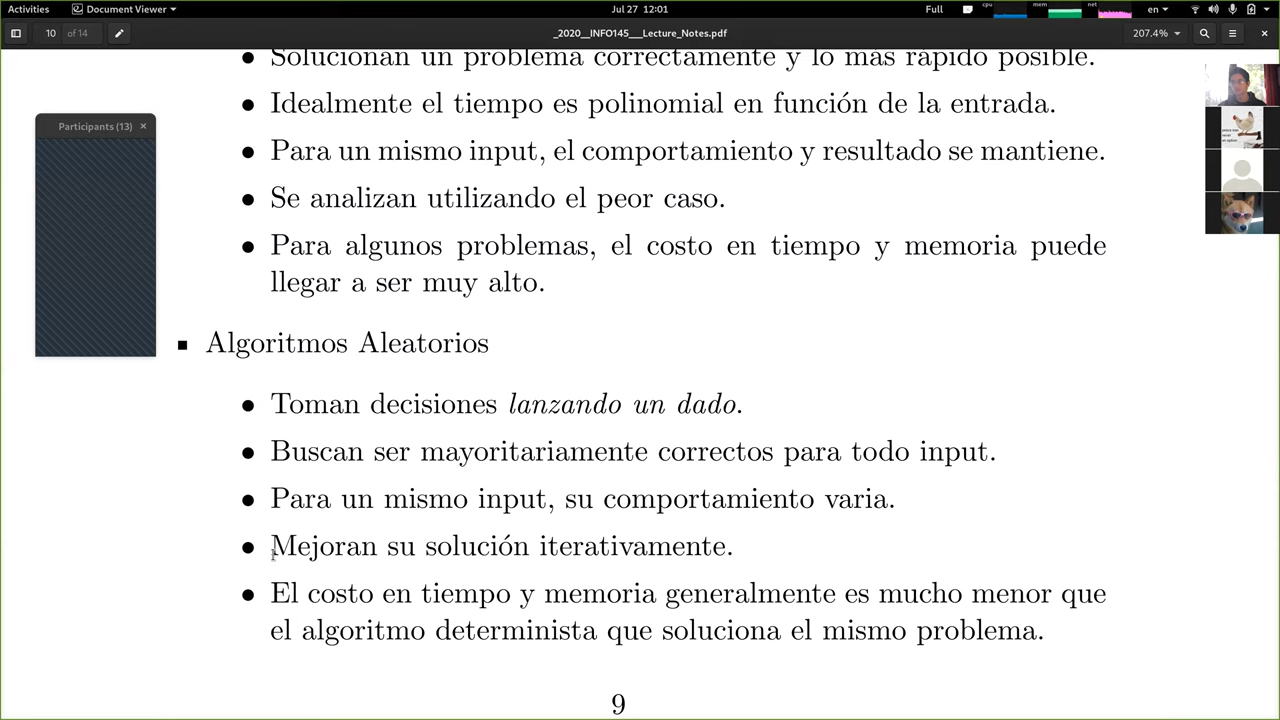 Activities
Document Viewer
Jul 27 12:01
Full
cpu
mem
net
en
10
of 14
_2020__INFO145___Lecture_Notes.pdf
207.4%
Participants (13)
• Solucionan un problema correctamente y lo más rápido posible.
• Idealmente el tiempo es polinomial en función de la entrada.
• Para un mismo input, el comportamiento y resultado se mantiene.
• Se analizan utilizando el peor caso.
• Para algunos problemas, el costo en tiempo y memoria puede
llegar a ser muy alto.
▪ Algoritmos Aleatorios
• Toman decisiones lanzando un dado.
• Buscan ser mayoritariamente correctos para todo input.
• Para un mismo input, su comportamiento varia.
• Mejoran su solución iterativamente.
• El costo en tiempo y memoria generalmente es mucho menor que
el algoritmo determinista que soluciona el mismo problema.
9